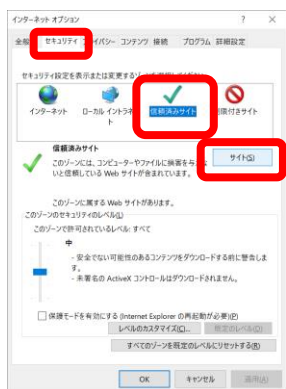 インターネット オプション ? ×
全般 セキュリティ プライバシー コンテンツ 接続 プログラム 詳細設定
セキュリティ設定を表示または変更するゾーンを
インターネット ローカル イントラネット 信頼済みサイト 制限付きサイト
信頼済みサイト
このゾーンには、コンピューターやファイルに損害を与えな
いと信頼している Web サイトが含まれています。
サイト(S)
このゾーンに属する Web サイトがあります。
このゾーンのセキュリティのレベル(L)
このゾーンで許可されているレベル: すべて
中
- 安全でない可能性のあるコンテンツをダウンロードする前に警告しま
す。
- 未署名の ActiveX コントロールはダウンロードされません。
保護モードを有効にする (Internet Explorer の再起動が必要)(P)
レベルのカスタマイズ(C)... 既定のレベル(D)
すべてのゾーンを既定のレベルにリセットする(R)
OK キャンセル 適用(A)